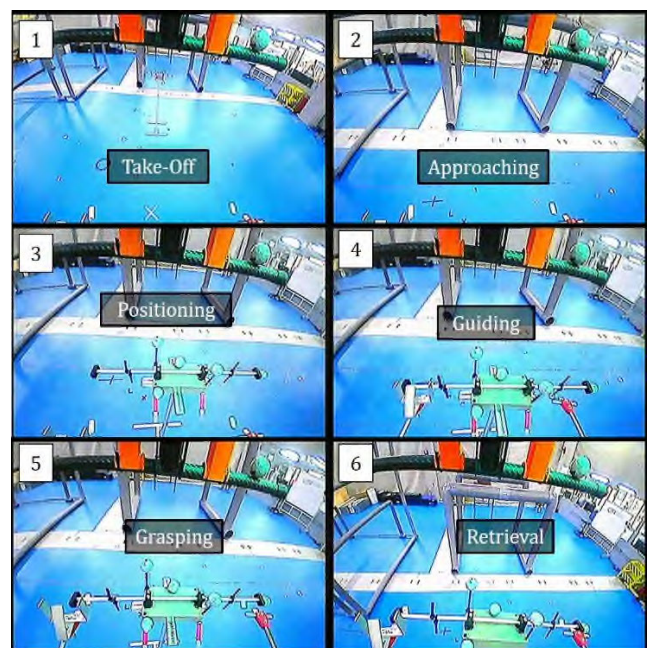 1
Take-Off
2
Approaching
3
Positioning
4
Guiding
5
Grasping
6
Retrieval